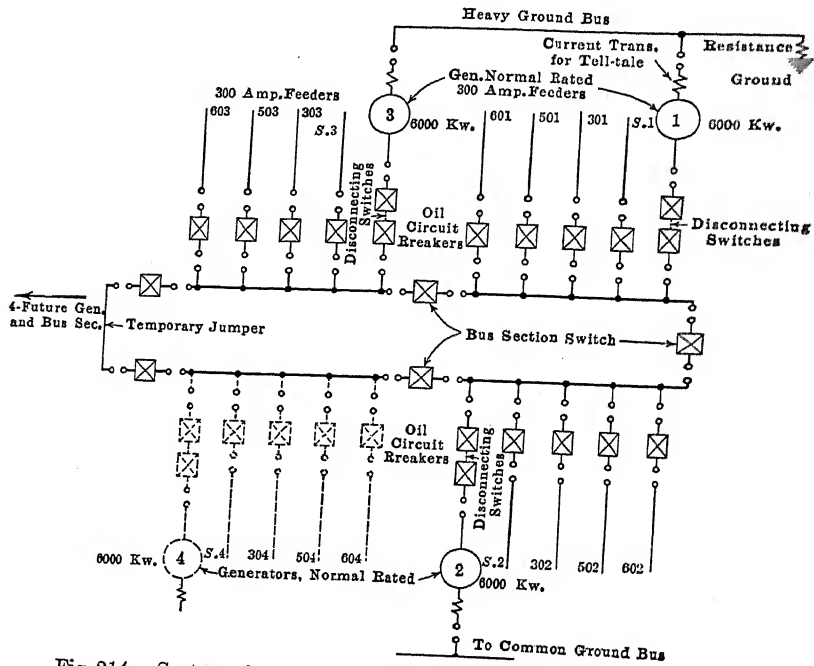 Heavy Ground Bus
Current Trans.
for Tell-tale
Resistance
Ground
Gen. Normal Rated
300 Amp. Feeders
300 Amp. Feeders
603
503
303
S.3
3
6000 Kw.
601
501
301
S.1
1
6000 Kw.
Disconnecting
Switches
Oil
Circuit
Breakers
Disconnecting
Switches
4-Future Gen.
and Bus Sec.
Temporary Jumper
Bus Section Switch
Oil
Circuit
Breakers
Disconnecting
Switches
6000 Kw.
4
S.4
304
504
604
Generators, Normal Rated
2
6000 Kw.
S.2
302
502
602
To Common Ground Bus
Fig. 214.